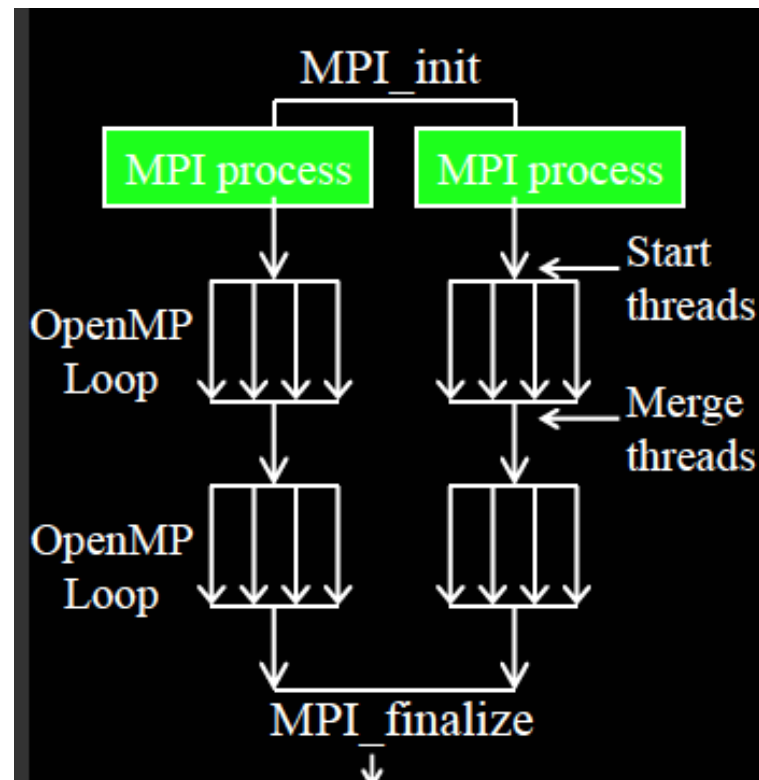 MPI_init
MPI process
MPI process
Start
threads
OpenMP
Loop
Merge
threads
OpenMP
Loop
MPI_finalize